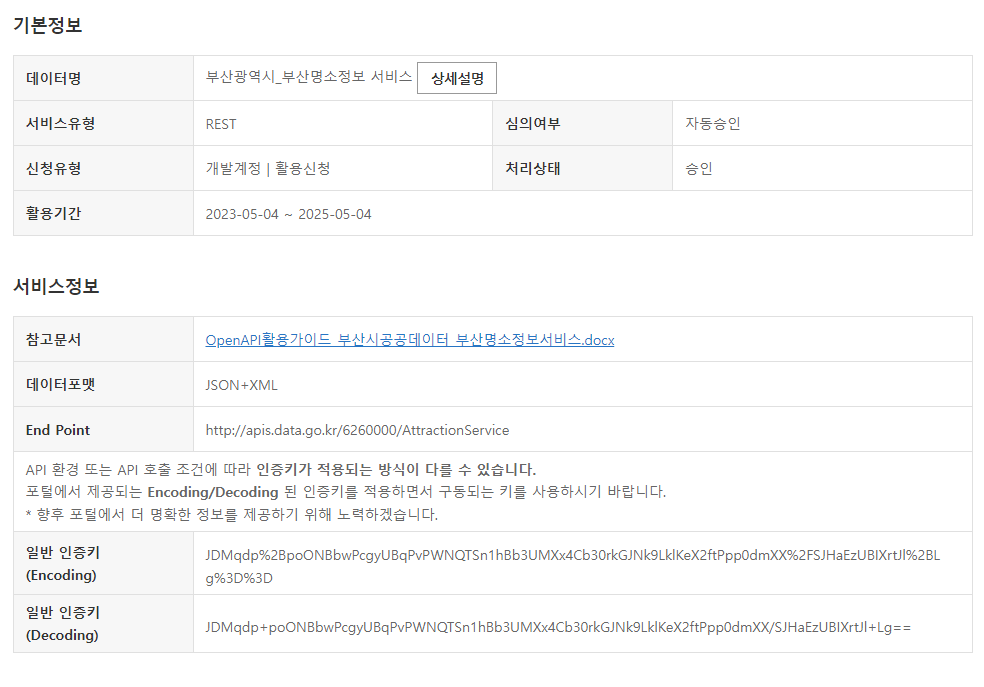 기본정보
데이터명 부산광역시_부산명소정보 서비스 상세설명
서비스유형 REST 심의여부 자동승인
신청유형 개발계정 | 활용신청 처리상태 승인
활용기간 2023-05-04 ~ 2025-05-04
서비스정보
참고문서 OpenAPI활용가이드_부산시공공데이터_부산명소정보서비스.docx
데이터포맷 JSON+XML
End Point http://apis.data.go.kr/6260000/AttractionService
API 환경 또는 API 호출 조건에 따라 인증키가 적용되는 방식이 다를 수 있습니다.
포털에서 제공되는 Encoding/Decoding 된 인증키를 적용하면서 구동되는 키를 사용하시기 바랍니다.
* 향후 포털에서 더 명확한 정보를 제공하기 위해 노력하겠습니다.
일반 인증키
(Encoding)
JDMqdp%2BpoONBbwPcgyUBqPvPWNQTSn1hBb3UMXx4Cb30rkGJNk9LklKeX2ftPpp0dmXX%2FSJHaEzUBIXrtJl%2BL
g%3D%3D
일반 인증키
(Decoding)
JDMqdp+poONBbwPcgyUBqPvPWNQTSn1hBb3UMXx4Cb30rkGJNk9LklKeX2ftPpp0dmXX/SJHaEzUBIXrtJl+Lg==